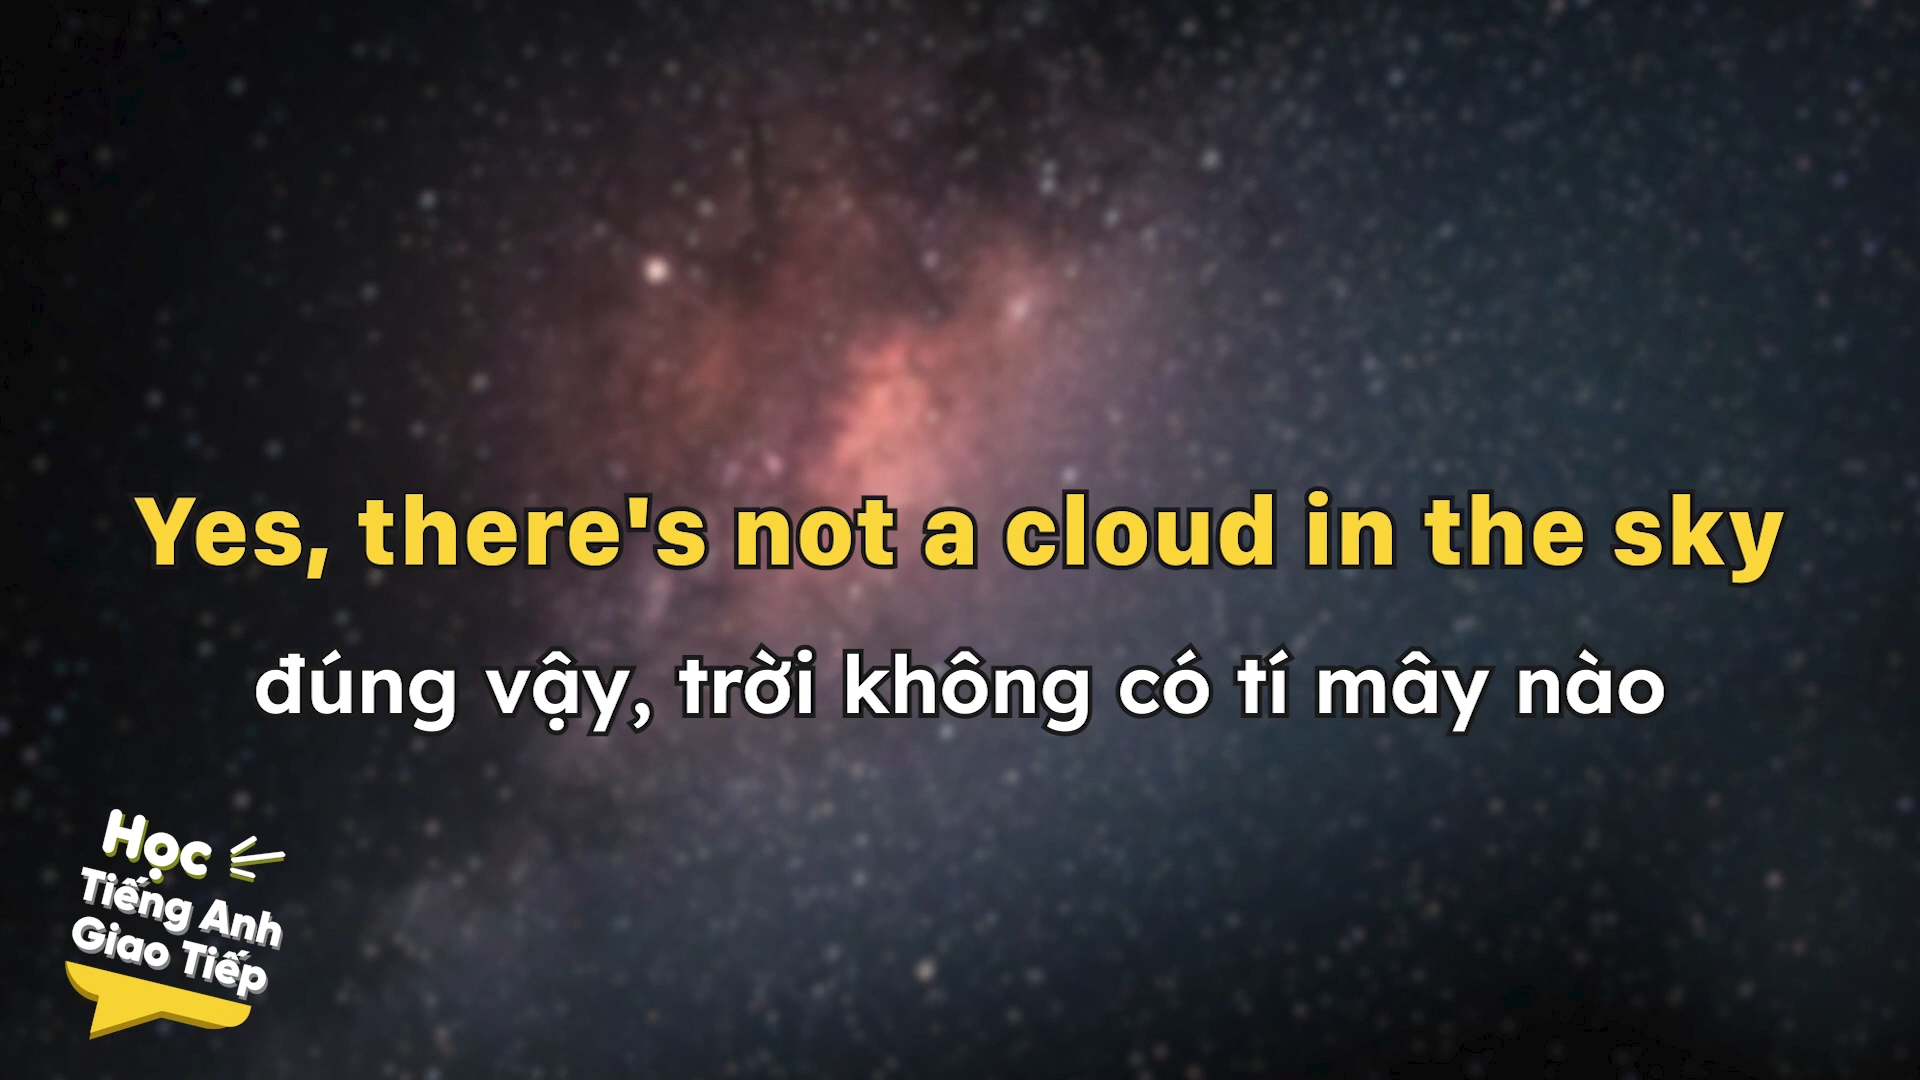 Yes, there's not a cloud in the sky
đúng vậy, trời không có tí mây nào
Học
Tiếng Anh
Giao Tiếp